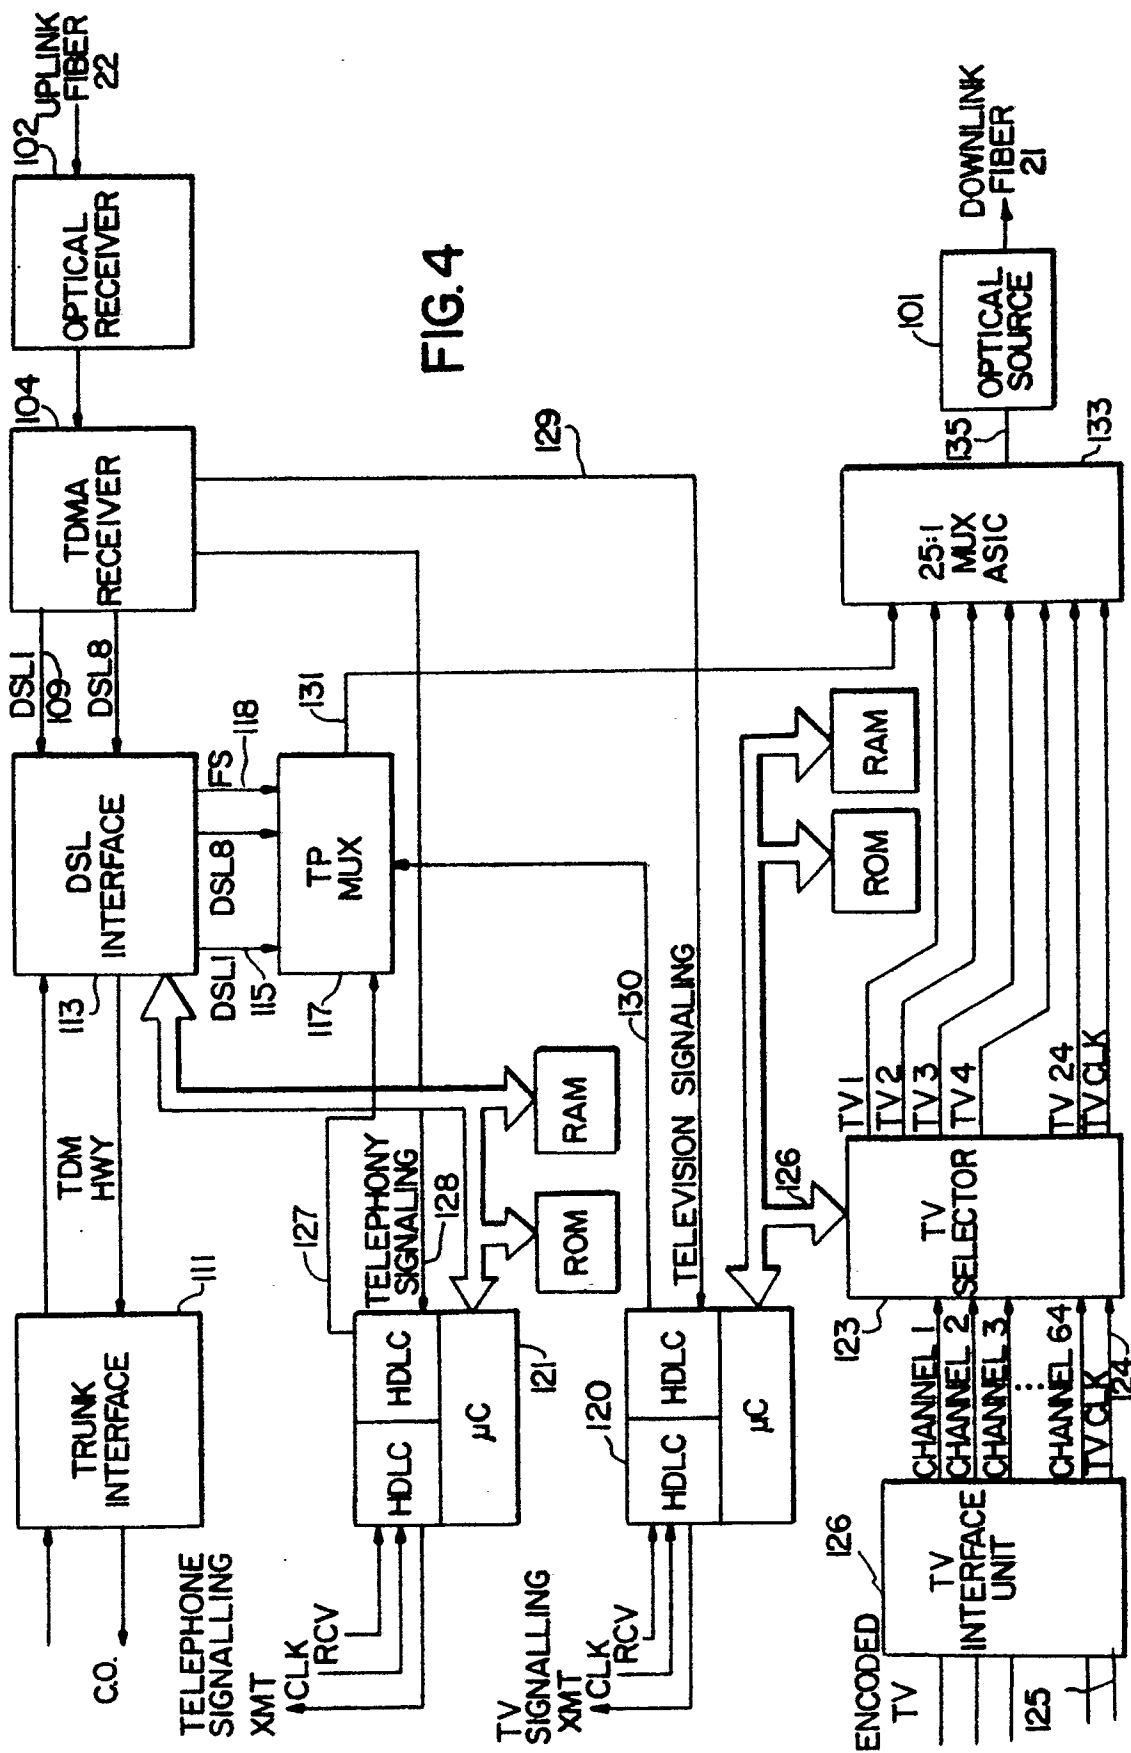 C.O.
TRUNK
INTERFACE
111
TDM
HWY
113
DSL
INTERFACE
DSL1
109
DSL8
104
TDMA
RECEIVER
102
OPTICAL
RECEIVER
UPLINK
FIBER
22
DSL1
115
DSL8
FS
118
117
TP
MUX
131
TELEPHONE
SIGNALLING
XMT
CLK
RCV
HDLC
HDLC
µC
121
127
TELEPHONY
SIGNALING
128
ROM
RAM
129
FIG. 4
TV
SIGNALLING
XMT
CLK
RCV
120
HDLC
HDLC
µC
130
TELEVISION SIGNALING
126
ROM
RAM
ENCODED
TV
125
126
TV
INTERFACE
UNIT
CHANNEL 1
CHANNEL 2
CHANNEL 3
CHANNEL 64
TV CLK
124
123
TV
SELECTOR
TV 1
TV 2
TV 3
TV 4
TV 24
TV CLK
25:1
MUX
ASIC
133
135
101
OPTICAL
SOURCE
DOWNLINK
FIBER
21